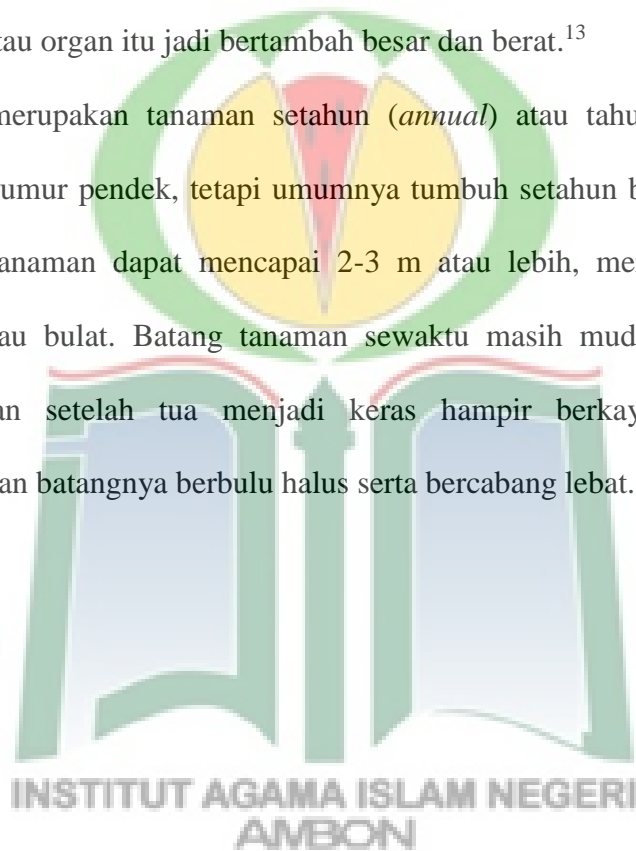 tau organ itu jadi bertambah besar dan berat.13
merupakan tanaman setahun (annual) atau tahu
umur pendek, tetapi umumnya tumbuh setahun b
anaman dapat mencapai 2-3 m atau lebih, me
au bulat. Batang tanaman sewaktu masih mud
an setelah tua menjadi keras hampir berkay
an batangnya berbulu halus serta bercabang lebat.
INSTITUT AGAMA ISLAM NEGERI
AMBON